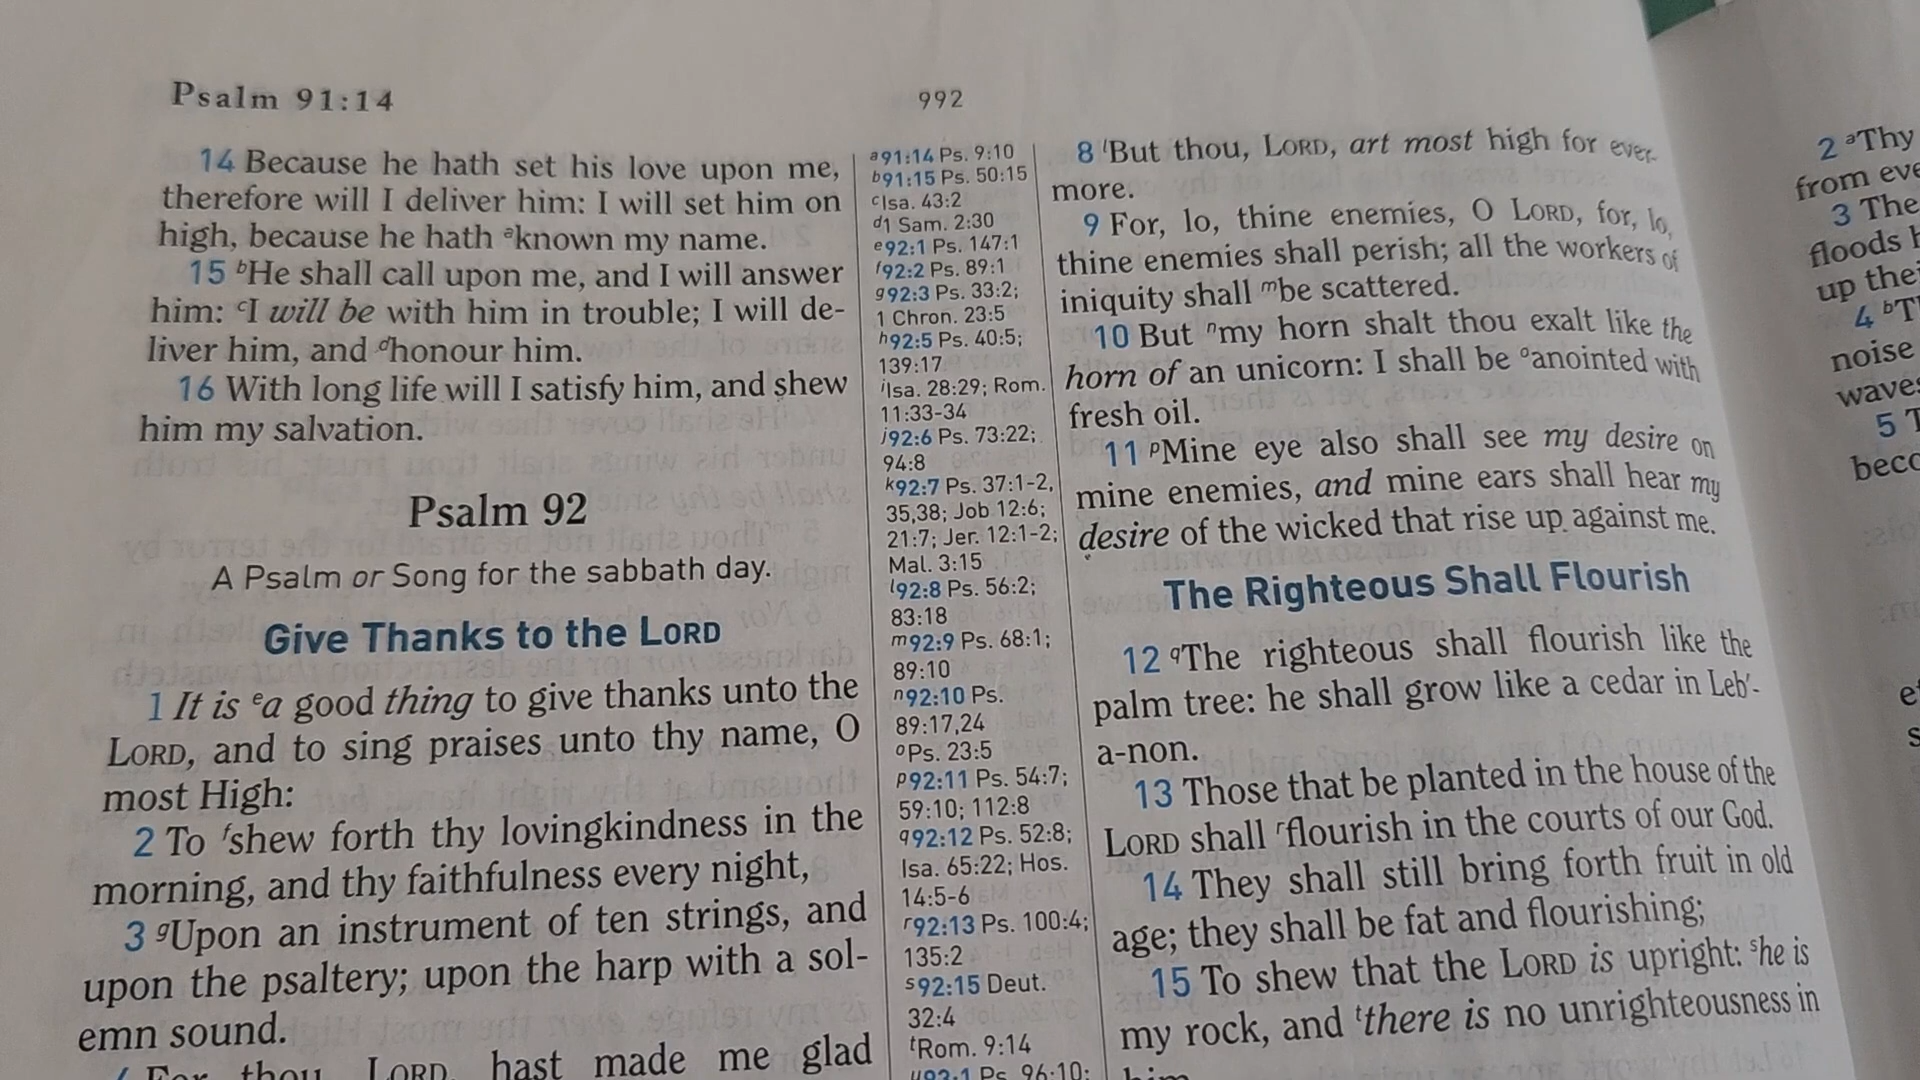 Psalm 91:14
992
14 Because he hath set his love upon me,
therefore will I deliver him: I will set him on
high, because he hath aknown my name.
15 bHe shall call upon me, and I will answer
him: cI will be with him in trouble; I will de-
liver him, and dhonour him.
16 With long life will I satisfy him, and shew
him my salvation.
Psalm 92
A Psalm or Song for the sabbath day.
Give Thanks to the LORD
1 It is ea good thing to give thanks unto the
LORD, and to sing praises unto thy name, O
most High:
2 To fshew forth thy lovingkindness in the
morning, and thy faithfulness every night,
3 gUpon an instrument of ten strings, and
upon the psaltery; upon the harp with a sol-
emn sound.
4 For thou, LORD, hast made me glad
a91:14 Ps. 9:10
b91:15 Ps. 50:15
cIsa. 43:2
d1 Sam. 2:30
e92:1 Ps. 147:1
f92:2 Ps. 89:1
g92:3 Ps. 33:2;
1 Chron. 23:5
h92:5 Ps. 40:5;
139:17
iIsa. 28:29; Rom.
11:33-34
j92:6 Ps. 73:22;
94:8
k92:7 Ps. 37:1-2,
35,38; Job 12:6;
21:7; Jer. 12:1-2;
Mal. 3:15
l92:8 Ps. 56:2;
83:18
m92:9 Ps. 68:1;
89:10
n92:10 Ps.
89:17,24
oPs. 23:5
p92:11 Ps. 54:7;
59:10; 112:8
q92:12 Ps. 52:8;
Isa. 65:22; Hos.
14:5-6
r92:13 Ps. 100:4;
135:2
s92:15 Deut.
32:4
tRom. 9:14
u93:1 Ps. 96:10;
8 lBut thou, LORD, art most high for ever-
more.
9 For, lo, thine enemies, O LORD, for, lo,
thine enemies shall perish; all the workers of
iniquity shall mbe scattered.
10 But nmy horn shalt thou exalt like the
horn of an unicorn: I shall be oanointed with
fresh oil.
11 pMine eye also shall see my desire on
mine enemies, and mine ears shall hear my
desire of the wicked that rise up against me.
The Righteous Shall Flourish
12 qThe righteous shall flourish like the
palm tree: he shall grow like a cedar in Leb′-
a-non.
13 Those that be planted in the house of the
LORD shall rflourish in the courts of our God.
14 They shall still bring forth fruit in old
age; they shall be fat and flourishing;
15 To shew that the LORD is upright: she is
my rock, and tthere is no unrighteousness in
him
2 aThy
from eve
3 The
floods
up thei
4 bT
noise
waves
5 T
beco